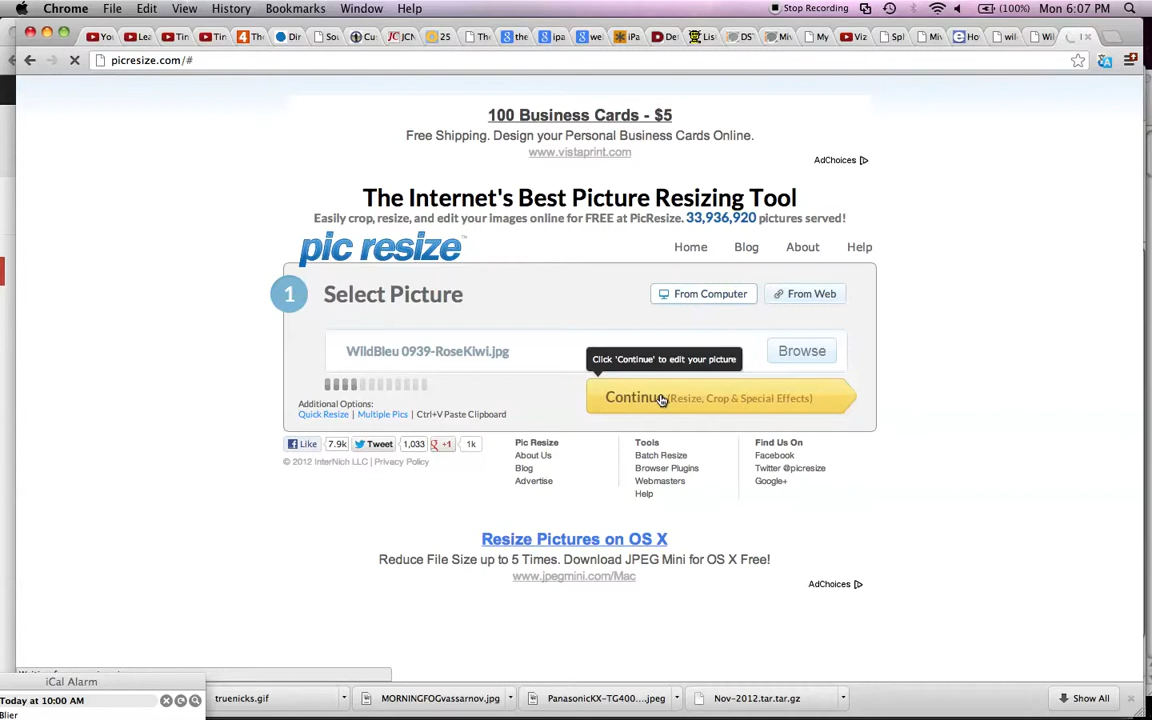 Chrome File Edit View History Bookmarks Window Help Stop Recording (100%) Mon 6:07 PM
picresize.com/#
100 Business Cards - $5
Free Shipping. Design your Personal Business Cards Online.
www.vistaprint.com
AdChoices
The Internet's Best Picture Resizing Tool
Easily crop, resize, and edit your images online for FREE at PicResize. 33,936,920 pictures served!
pic resize™
Home Blog About Help
1 Select Picture
From Computer From Web
WildBleu 0939-RoseKiwi.jpg
Browse
Click 'Continue' to edit your picture
Continue (Resize, Crop & Special Effects)
Additional Options:
Quick Resize | Multiple Pics | Ctrl+V Paste Clipboard
Like 7.9k Tweet 1,033 +1 1k
© 2012 InterNich LLC | Privacy Policy
Pic Resize
About Us
Blog
Advertise
Tools
Batch Resize
Browser Plugins
Webmasters
Help
Find Us On
Facebook
Twitter @picresize
Google+
Resize Pictures on OS X
Reduce File Size up to 5 Times. Download JPEG Mini for OS X Free!
www.jpegmini.com/Mac
AdChoices
iCal Alarm
Today at 10:00 AM
Blier
truenicks.gif MORNINGFOGvassarnov.jpg PanasonicKX-TG400....jpeg Nov-2012.tar.tar.gz Show All